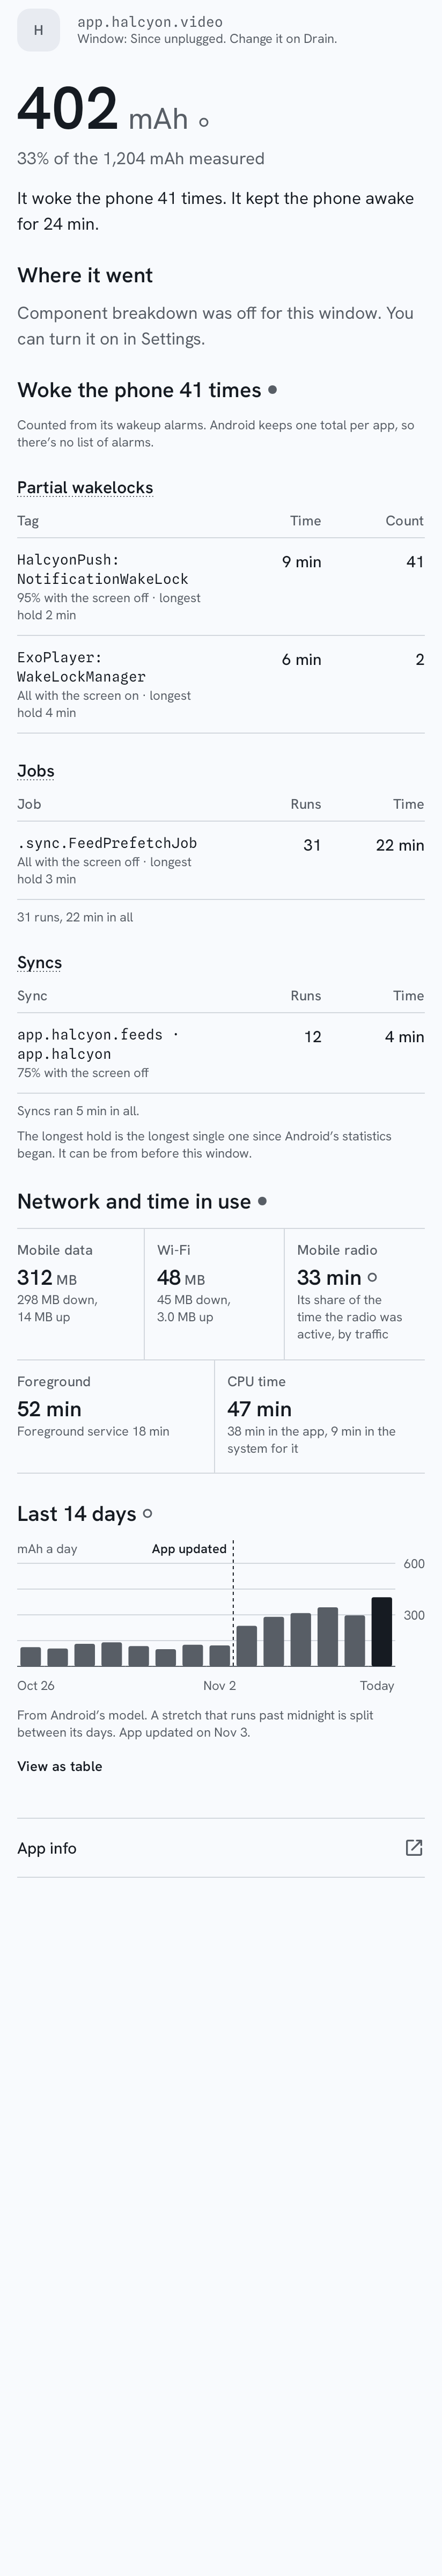 H
app.halcyon.video
Window: Since unplugged. Change it on Drain.
402 mAh
33% of the 1,204 mAh measured
It woke the phone 41 times. It kept the phone awake
for 24 min.
Where it went
Component breakdown was off for this window. You
can turn it on in Settings.
Woke the phone 41 times
Counted from its wakeup alarms. Android keeps one total per app, so
there’s no list of alarms.
Partial wakelocks
Tag Time Count
HalcyonPush:
NotificationWakeLock
9 min 41
95% with the screen off · longest
hold 2 min
ExoPlayer:
WakeLockManager
6 min 2
All with the screen on · longest
hold 4 min
Jobs
Job Runs Time
.sync.FeedPrefetchJob 31 22 min
All with the screen off · longest
hold 3 min
31 runs, 22 min in all
Syncs
Sync Runs Time
app.halcyon.feeds ·
app.halcyon
12 4 min
75% with the screen off
Syncs ran 5 min in all.
The longest hold is the longest single one since Android’s statistics
began. It can be from before this window.
Network and time in use
Mobile data
312 MB
298 MB down,
14 MB up
Wi-Fi
48 MB
45 MB down,
3.0 MB up
Mobile radio
33 min
Its share of the
time the radio was
active, by traffic
Foreground
52 min
Foreground service 18 min
CPU time
47 min
38 min in the app, 9 min in the
system for it
Last 14 days
mAh a day
App updated
600
300
Oct 26 Nov 2 Today
From Android’s model. A stretch that runs past midnight is split
between its days. App updated on Nov 3.
View as table
App info